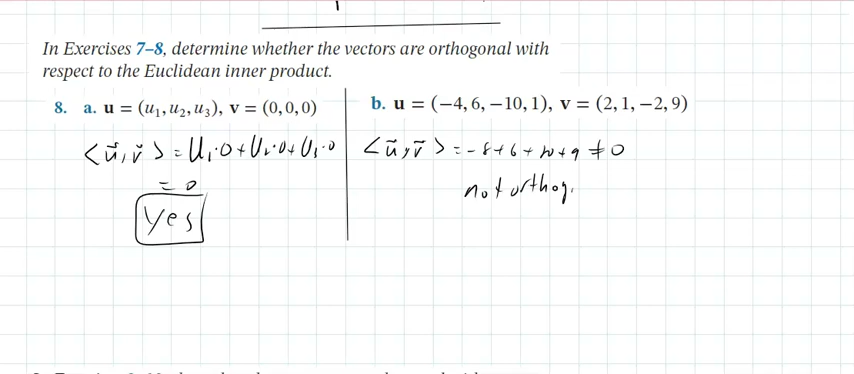 In Exercises 7–8, determine whether the vectors are orthogonal with
respect to the Euclidean inner product.
8. a. u = (u₁, u₂, u₃), v = (0, 0, 0)
<u⃗, v⃗> = U₁·0 + U₂·0 + U₃·0
= 0
Yes
b. u = (−4, 6, −10, 1), v = (2, 1, −2, 9)
<u⃗, v⃗> = -8+6+20+9 ≠ 0
not orthog.